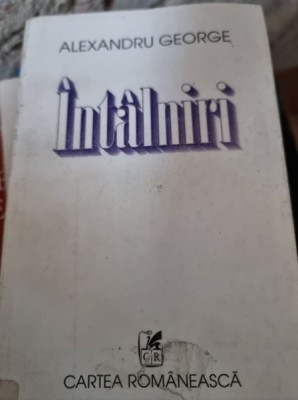 ALEXANDRU GEORGE
Întâlniri
CR
CARTEA ROMÂNEASCĂ